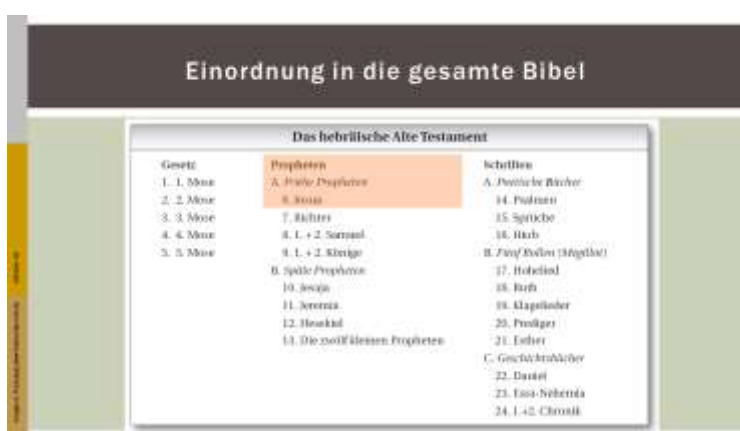 Einordnung in die gesamte Bibel
Das hebräische Alte Testament
Gesetz
1. 1. Mose
2. 2. Mose
3. 3. Mose
4. 4. Mose
5. 5. Mose
Propheten
A. Frühe Propheten
6. Josua
7. Richter
8. 1. + 2. Samuel
9. 1. + 2. Könige
B. Späte Propheten
10. Jesaja
11. Jeremia
12. Hesekiel
13. Die zwölf kleinen Propheten
Schriften
A. Poetische Bücher
14. Psalmen
15. Sprüche
16. Hiob
B. Fünf Rollen (Megillot)
17. Hohelied
18. Ruth
19. Klagelieder
20. Prediger
21. Esther
C. Geschichtsbücher
22. Daniel
23. Esra-Nehemia
24. 1. +2. Chronik